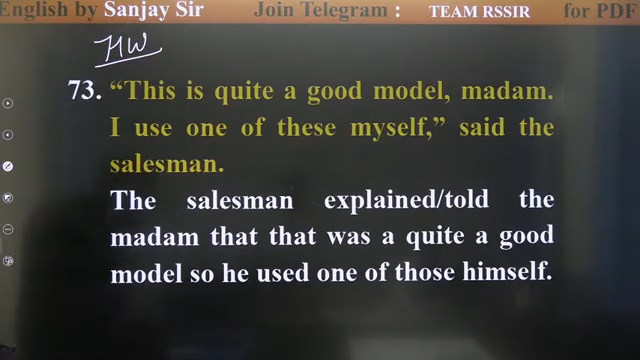 English by Sanjay Sir Join Telegram : TEAM RSSIR for PDF
HW
73. “This is quite a good model, madam.
I use one of these myself,” said the
salesman.
The salesman explained/told the
madam that that was a quite a good
model so he used one of those himself.